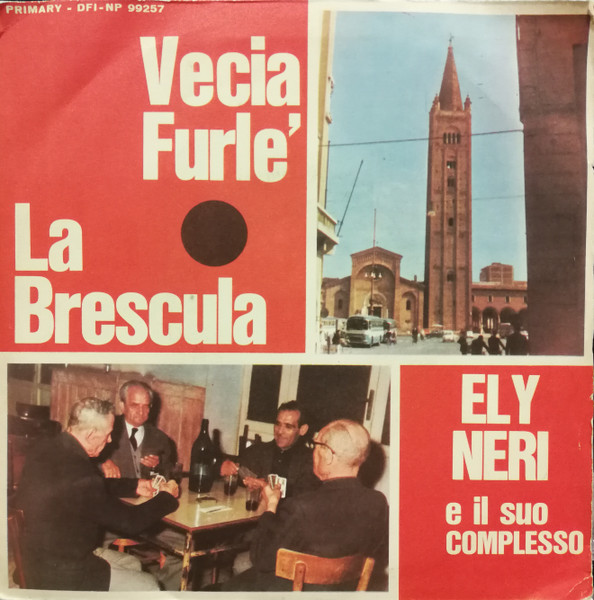 PRIMARY - DFI-NP 99257
Vecia
Furle'
La
Brescula
ELY
NERI
e il suo
COMPLESSO